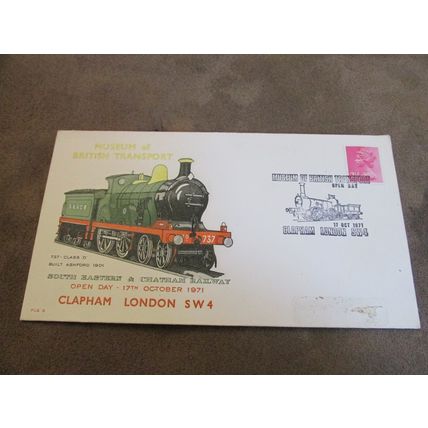 MUSEUM of
BRITISH TRANSPORT
737
737 - CLASS 'D'
BUILT ASHFORD 1901
SOUTH EASTERN & CHATHAM RAILWAY
OPEN DAY - 17TH OCTOBER 1971
CLAPHAM LONDON SW4
MUSEUM OF BRITISH TRANSPORT
OPEN DAY
17 OCT 1971
CLAPHAM LONDON SW4